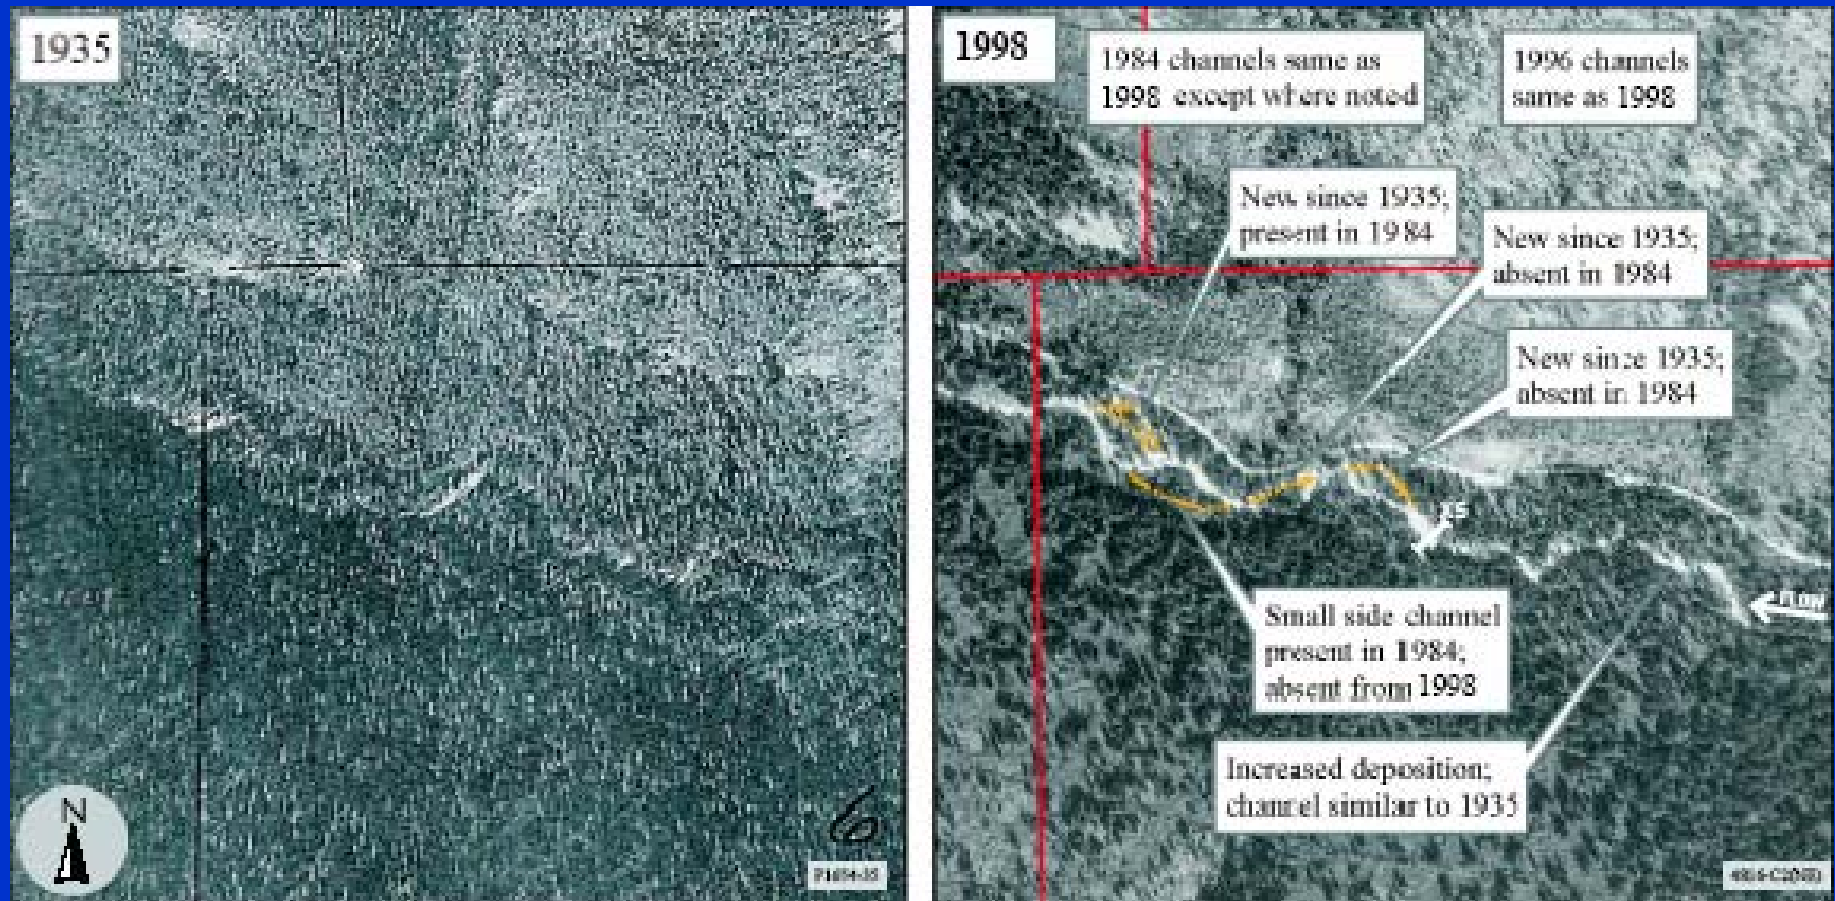 1935
N
6
1998
1984 channels same as
1998 except where noted
1996 channels
same as 1998
New since 1935;
present in 1984
New since 1935;
absent in 1984
New since 1935;
absent in 1984
XS
FLOW
Small side channel
present in 1984;
absent from 1998
Increased deposition;
channel similar to 1935